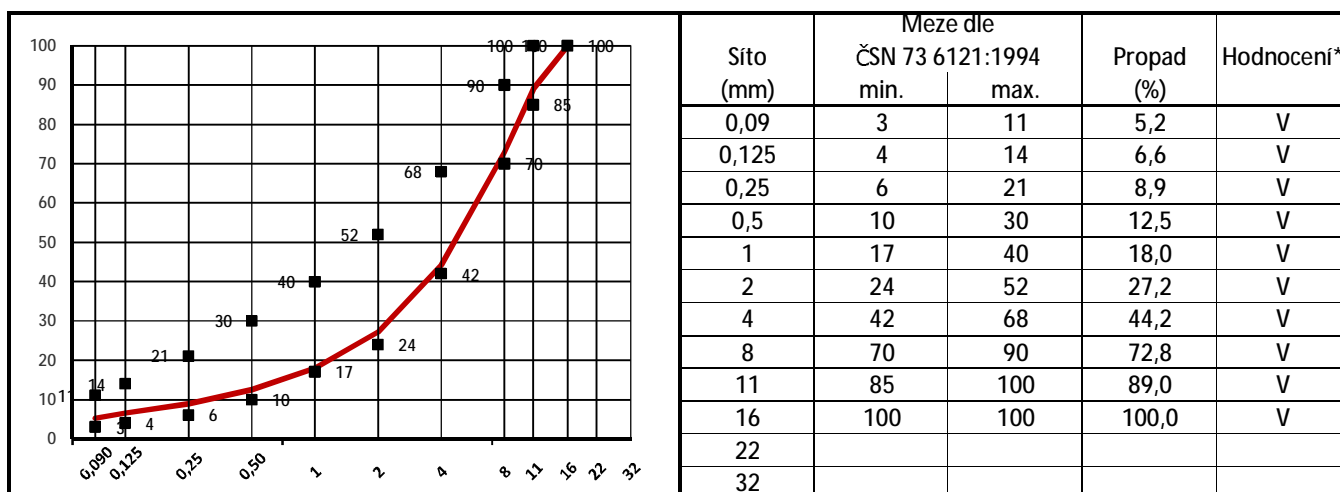 100
90
80
70
60
50
40
30
20
10
0
100 100 100
90
85
68
70
52
42
40
30
24
21
17
14
11
10
6
4
3
0,090 0,125 0,25 0,50 1 2 4 8 11 16 22 32
Meze dle
Síto ČSN 73 6121:1994 Propad Hodnocení*
(mm) min. max. (%)
0,09 3 11 5,2 V
0,125 4 14 6,6 V
0,25 6 21 8,9 V
0,5 10 30 12,5 V
1 17 40 18,0 V
2 24 52 27,2 V
4 42 68 44,2 V
8 70 90 72,8 V
11 85 100 89,0 V
16 100 100 100,0 V
22
32